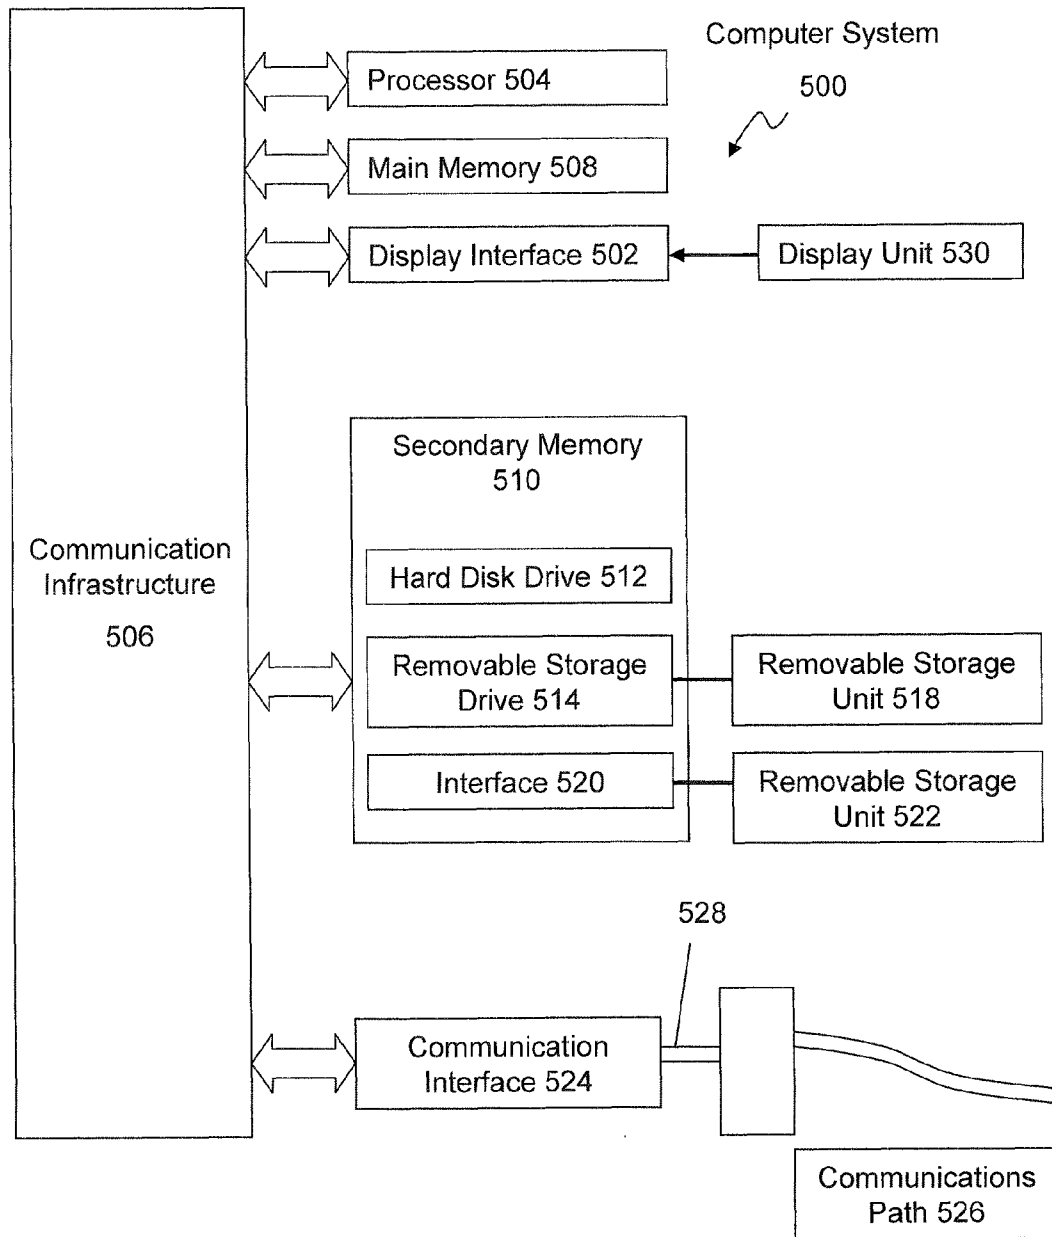 Computer System
500
Processor 504
Main Memory 508
Display Interface 502
Display Unit 530
Secondary Memory
510
Communication
Infrastructure
506
Hard Disk Drive 512
Removable Storage
Drive 514
Removable Storage
Unit 518
Interface 520
Removable Storage
Unit 522
528
Communication
Interface 524
Communications
Path 526